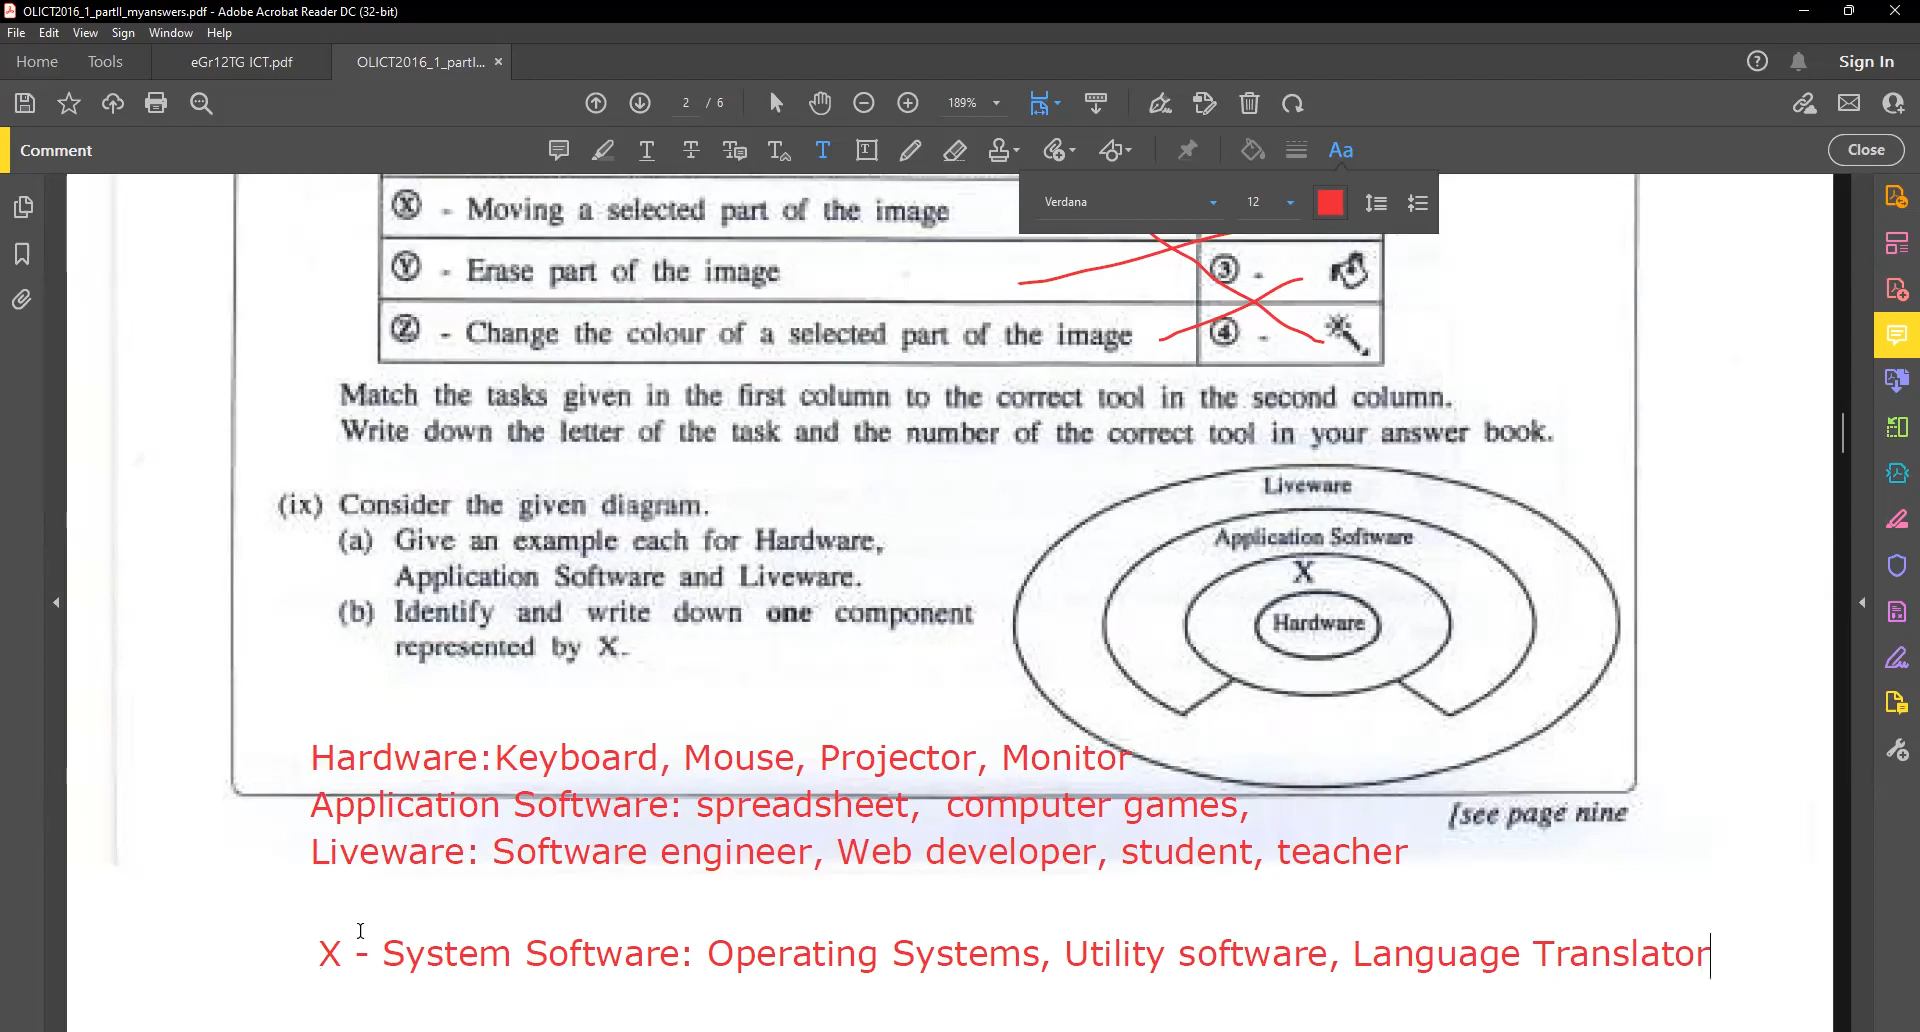 OLICT2016_1_partII_myanswers.pdf - Adobe Acrobat Reader DC (32-bit)
File Edit View Sign Window Help
Home Tools eGr12TG ICT.pdf OLICT2016_1_partI... × Sign In
2 / 6 189%
Comment Close
Verdana 12
Ⓧ - Moving a selected part of the image
Ⓨ - Erase part of the image ③ -
Ⓩ - Change the colour of a selected part of the image ④ -
Match the tasks given in the first column to the correct tool in the second column.
Write down the letter of the task and the number of the correct tool in your answer book.
(ix) Consider the given diagram.
(a) Give an example each for Hardware,
Application Software and Liveware.
(b) Identify and write down one component
represented by X.
Liveware
Application Software
X
Hardware
Hardware:Keyboard, Mouse, Projector, Monitor
Application Software: spreadsheet, computer games,
[see page nine
Liveware: Software engineer, Web developer, student, teacher
X - System Software: Operating Systems, Utility software, Language Translator